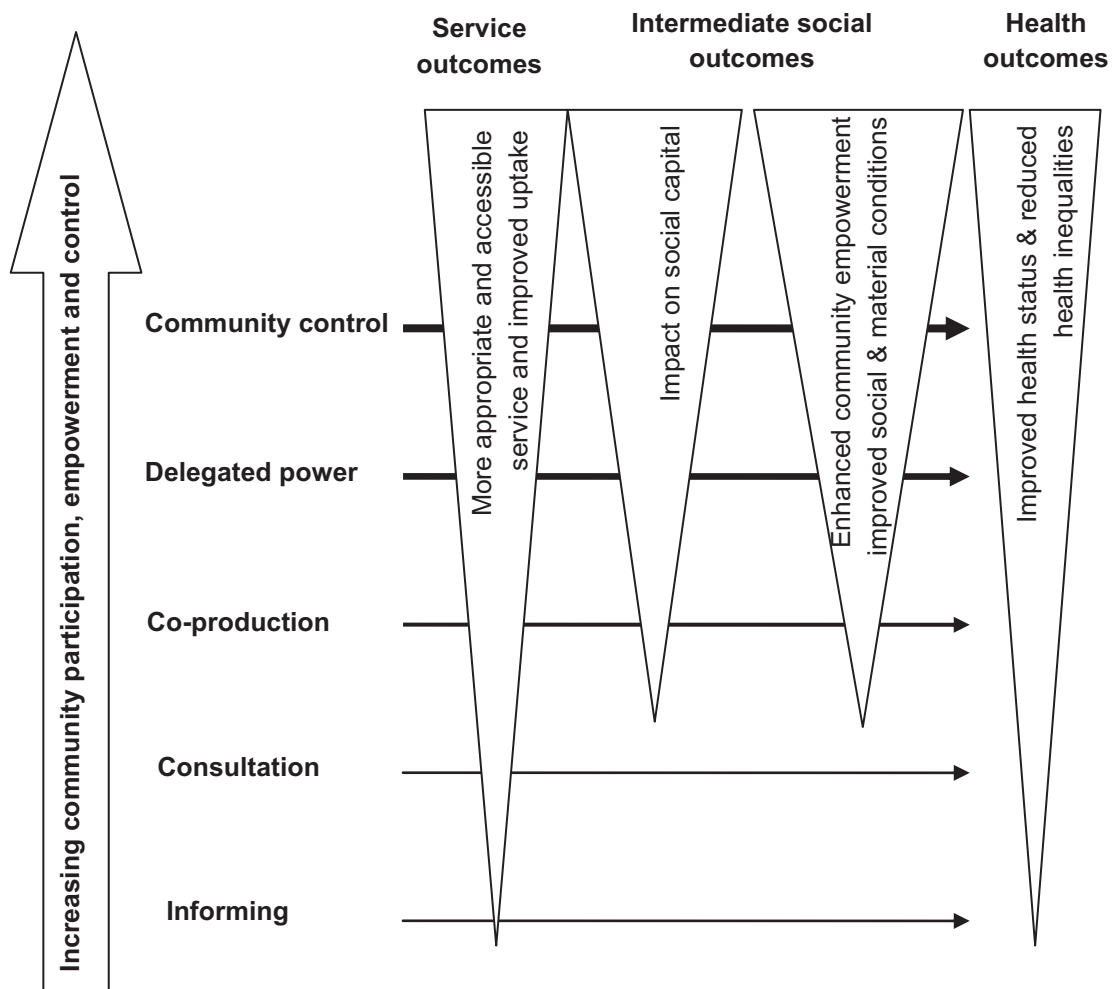 Service
outcomes
Intermediate social
outcomes
Health
outcomes
Increasing community participation, empowerment and control
More appropriate and accessible
service and improved uptake
Impact on social capital
Enhanced community empowerment
improved social & material conditions
Improved health status & reduced
health inequalities
Community control
Delegated power
Co-production
Consultation
Informing